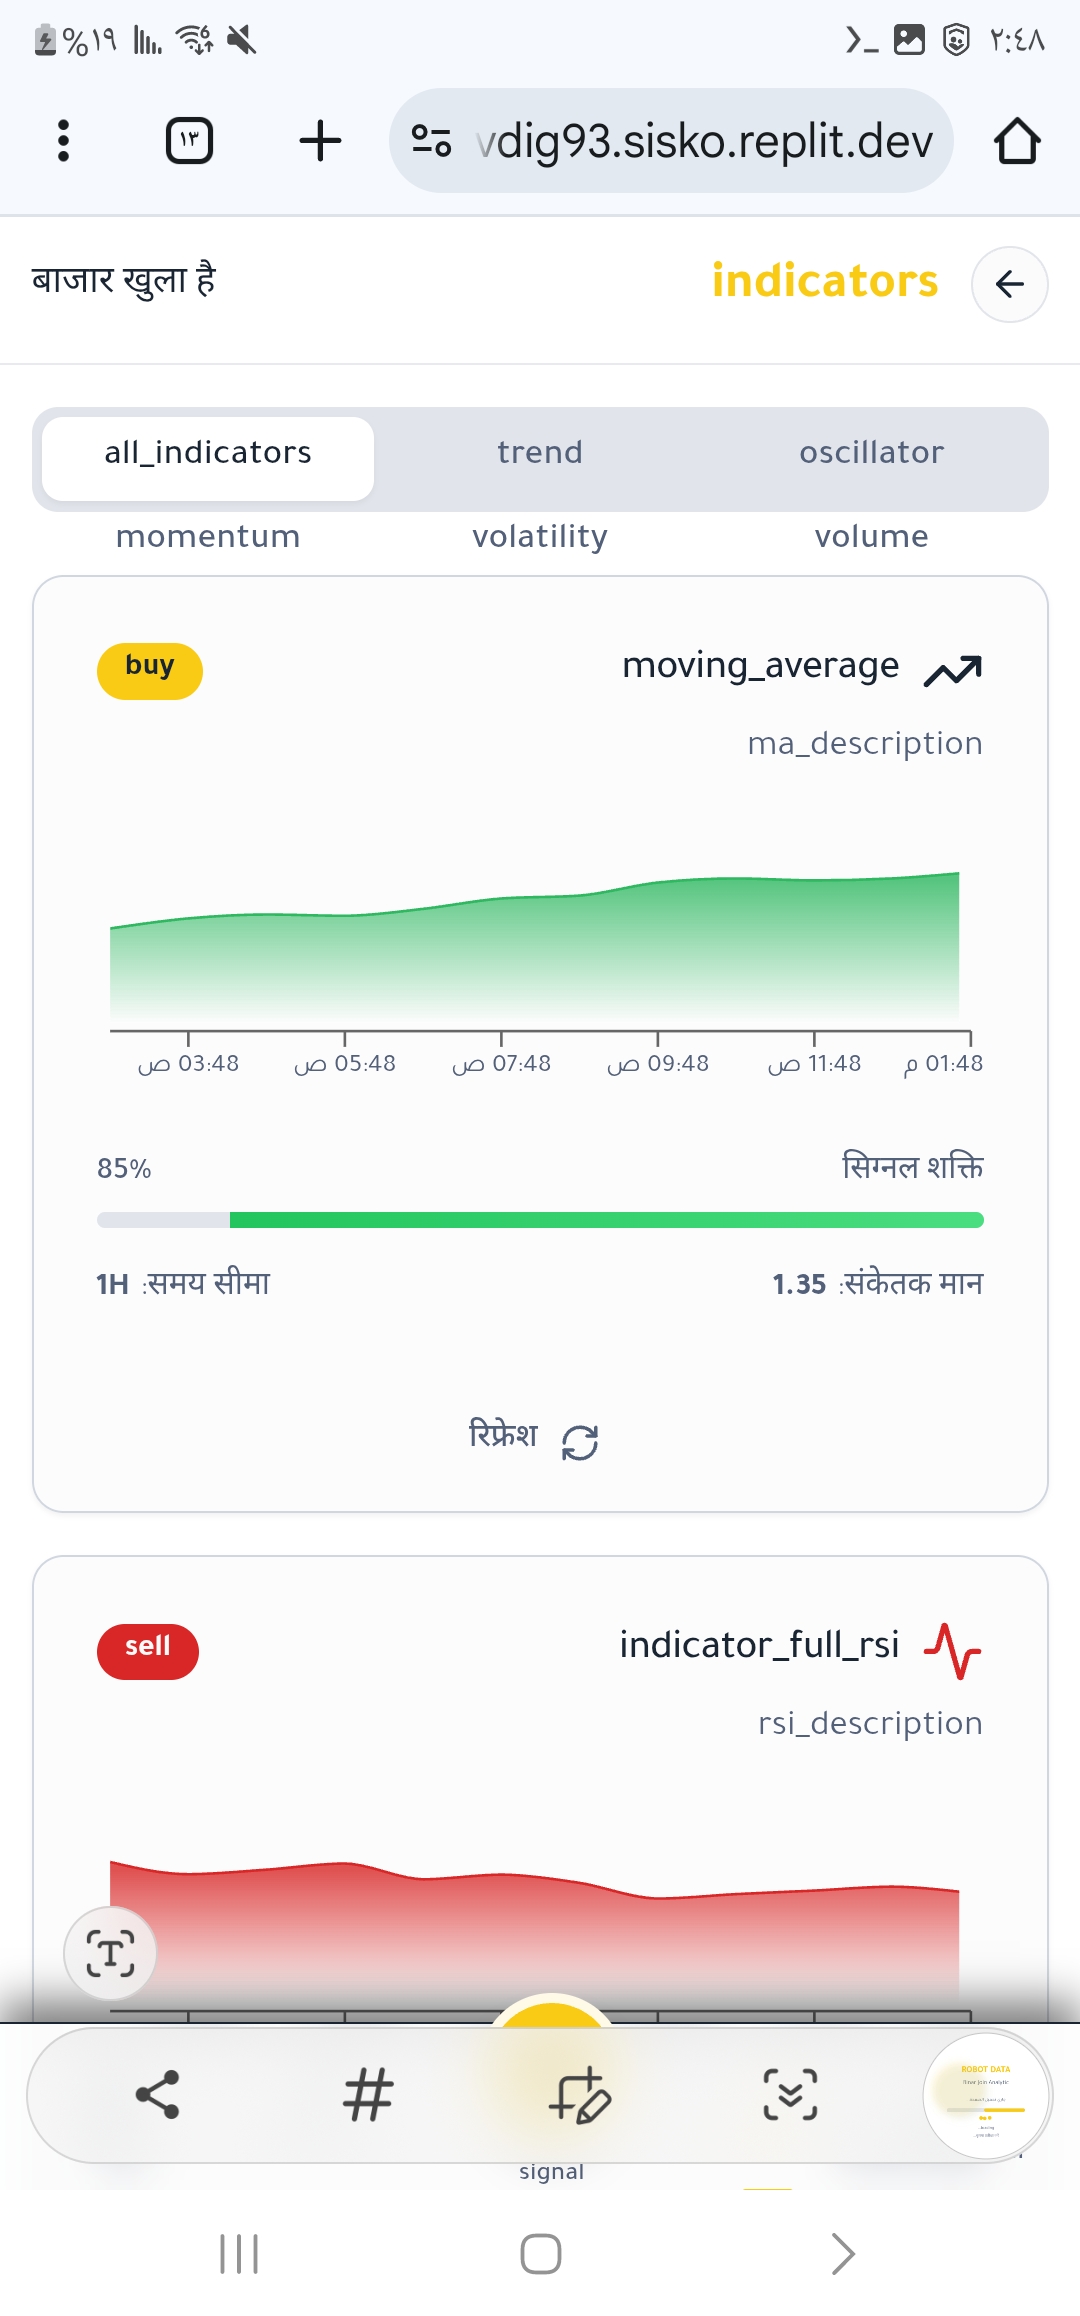 %١٩
٢:٤٨
١٣
vdig93.sisko.replit.dev
बाजार खुला है
indicators
all_indicators
trend
oscillator
momentum
volatility
volume
buy
moving_average
ma_description
03:48 ص
05:48 ص
07:48 ص
09:48 ص
11:48 ص
01:48 م
85%
सिग्नल शक्ति
1H :समय सीमा
1.35 :संकेतक मान
रिफ्रेश
sell
indicator_full_rsi
rsi_description
ROBOT DATA
signal